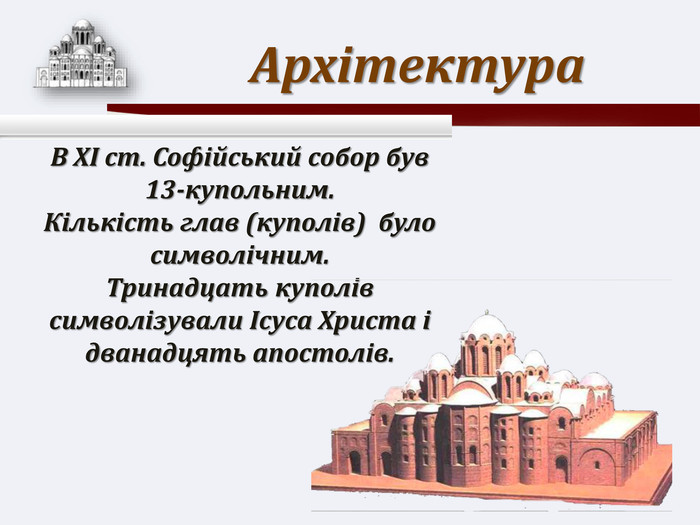 Архітектура
В XI ст. Софійський собор був
13-купольним.
Кількість глав (куполів) було
символічним.
Тринадцать куполів
символізували Ісуса Христа і
дванадцять апостолів.